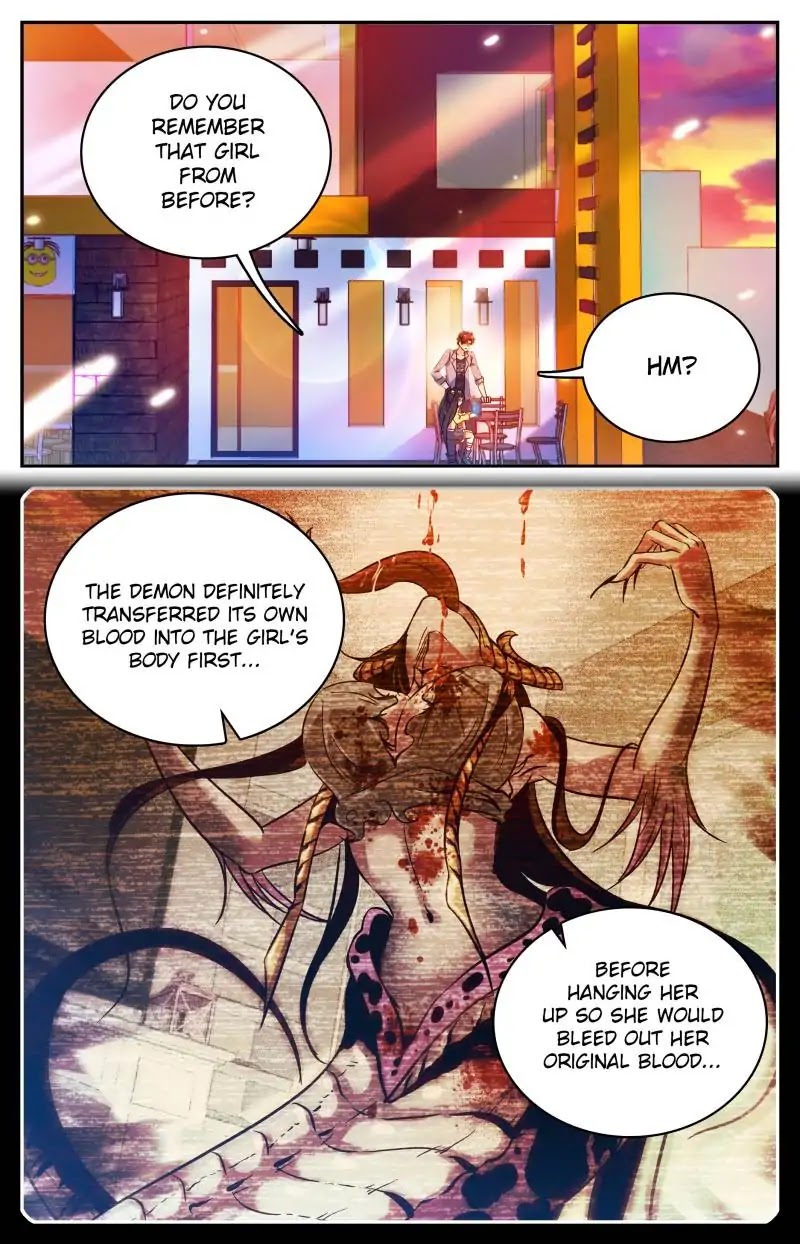 DO YOU
REMEMBER
THAT GIRL
FROM
BEFORE?
HM?
THE DEMON DEFINITELY
TRANSFERRED ITS OWN
BLOOD INTO THE GIRL'S
BODY FIRST...
BEFORE
HANGING HER
UP SO SHE WOULD
BLEED OUT HER
ORIGINAL BLOOD...